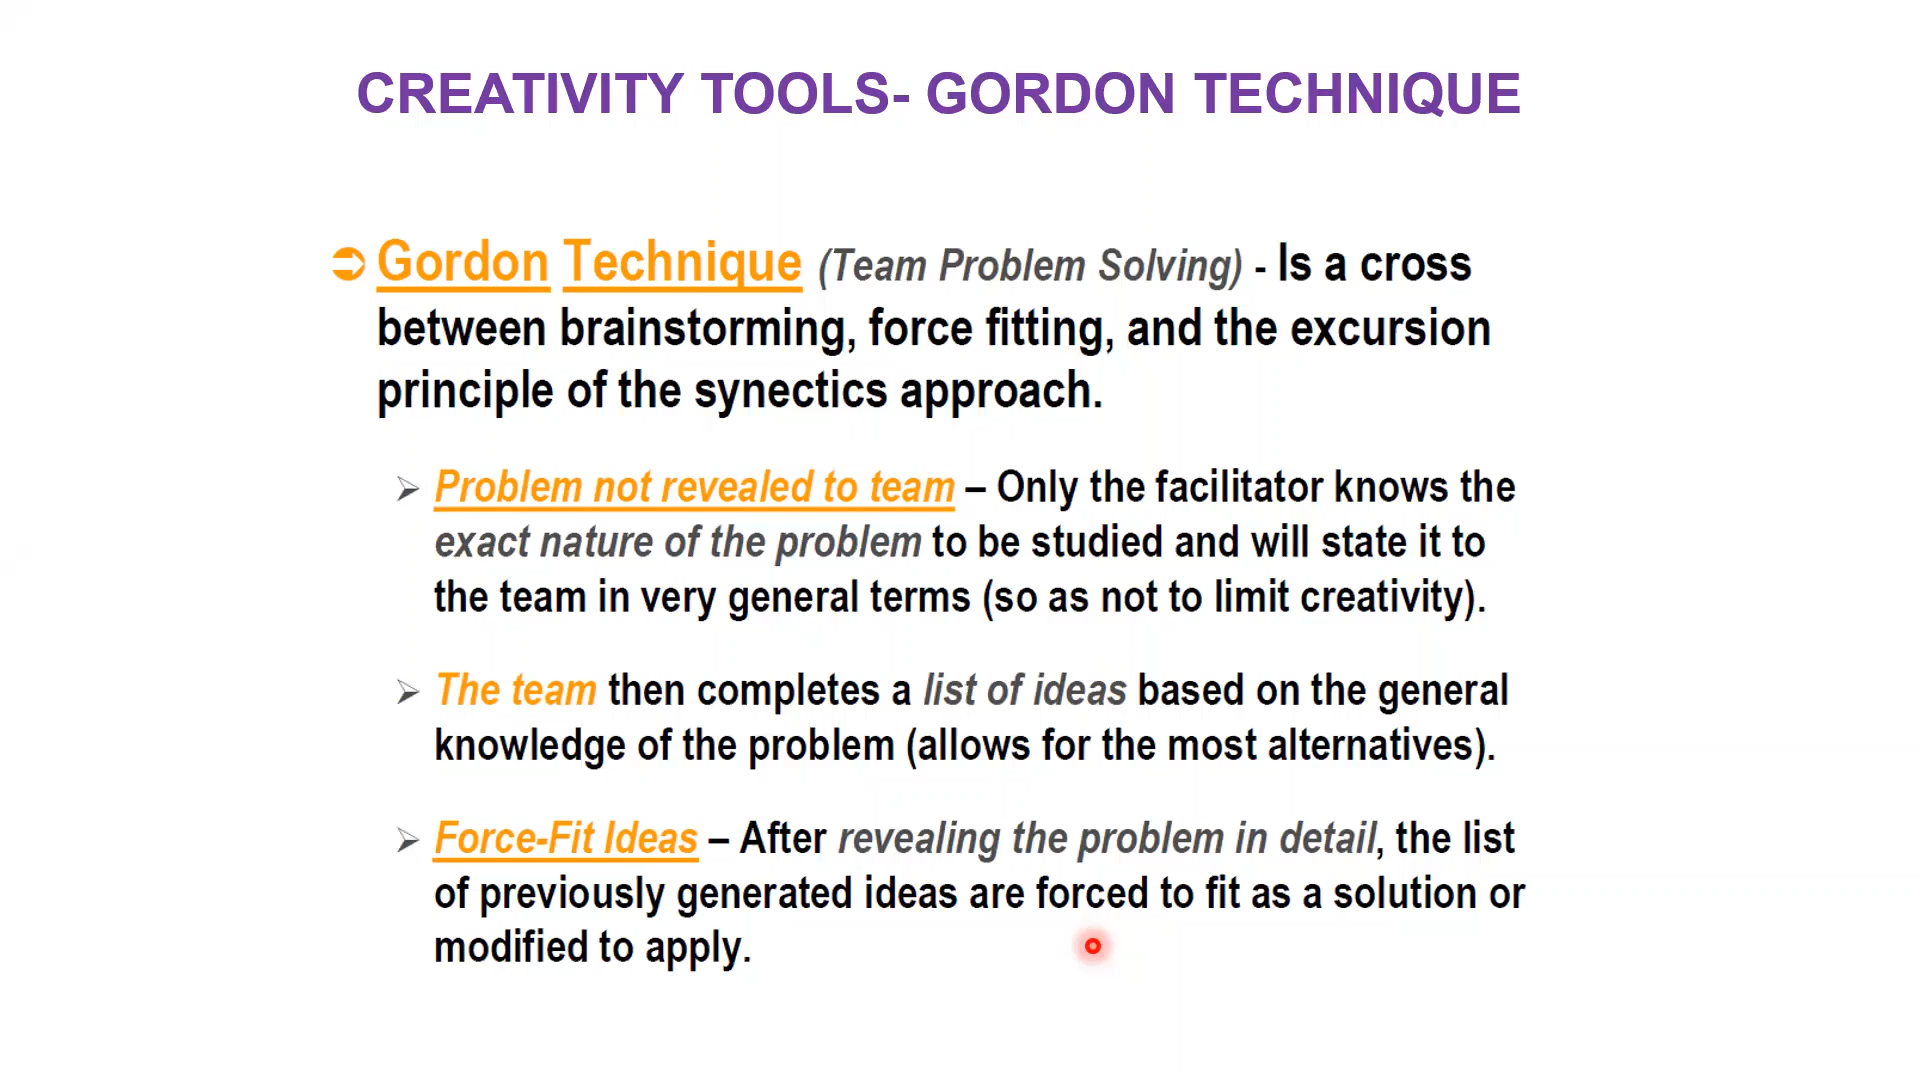 CREATIVITY TOOLS- GORDON TECHNIQUE
Gordon Technique (Team Problem Solving) - Is a cross
between brainstorming, force fitting, and the excursion
principle of the synectics approach.
Problem not revealed to team – Only the facilitator knows the
exact nature of the problem to be studied and will state it to
the team in very general terms (so as not to limit creativity).
The team then completes a list of ideas based on the general
knowledge of the problem (allows for the most alternatives).
Force-Fit Ideas – After revealing the problem in detail, the list
of previously generated ideas are forced to fit as a solution or
modified to apply.